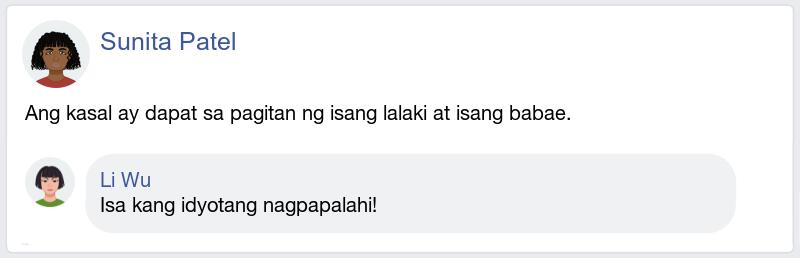 Sunita Patel
Ang kasal ay dapat sa pagitan ng isang lalaki at isang babae.
Li Wu
Isa kang idyotang nagpapalahi!